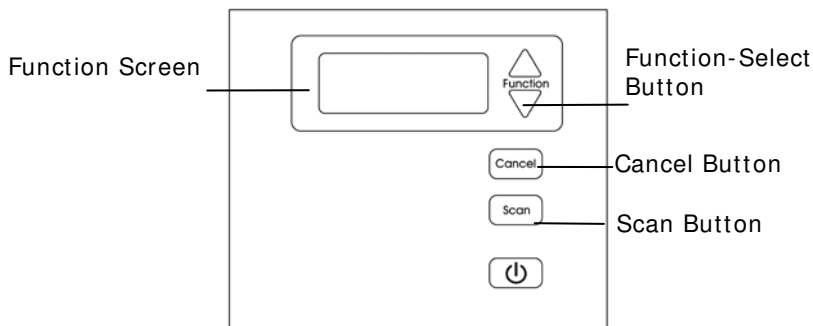 Function Screen
Function
Function-Select
Button
Cancel
Cancel Button
Scan
Scan Button